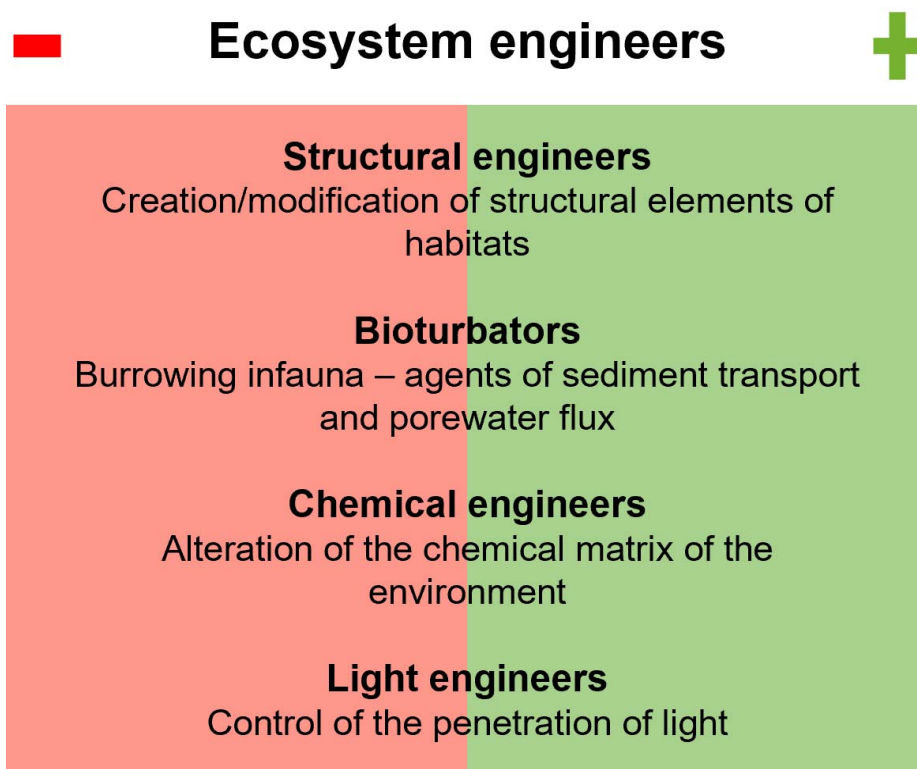 Ecosystem engineers
Structural engineers
Creation/modification of structural elements of
habitats
Bioturbators
Burrowing infauna – agents of sediment transport
and porewater flux
Chemical engineers
Alteration of the chemical matrix of the
environment
Light engineers
Control of the penetration of light